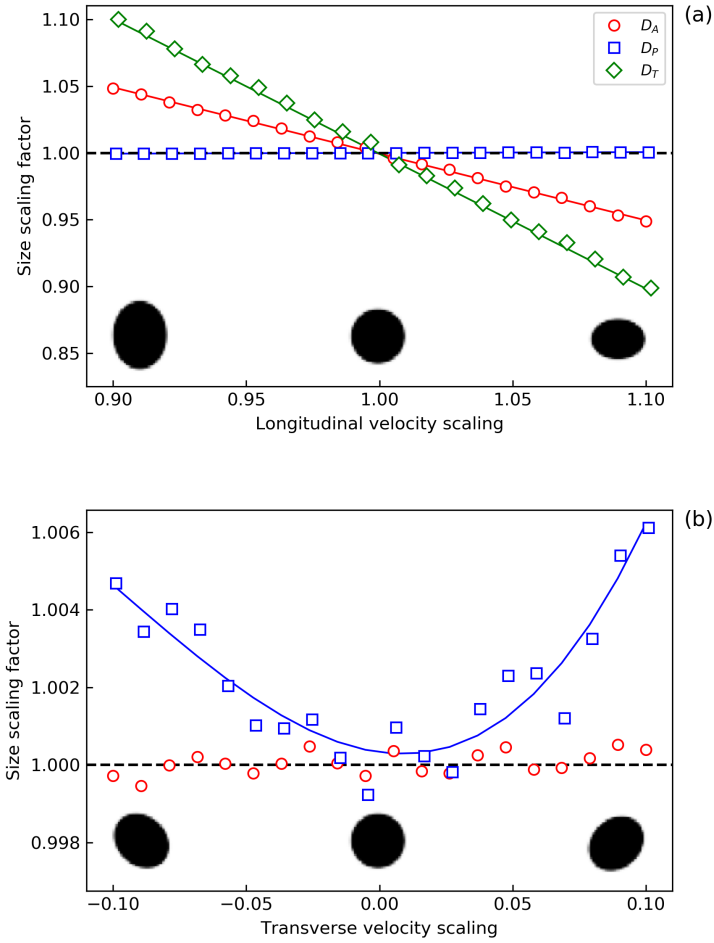 (a)
1.10
1.05
1.00
0.95
0.90
0.85
Size scaling factor
D_A
D_P
D_T
0.90 0.95 1.00 1.05 1.10
Longitudinal velocity scaling
(b)
1.006
1.004
1.002
1.000
0.998
Size scaling factor
−0.10 −0.05 0.00 0.05 0.10
Transverse velocity scaling